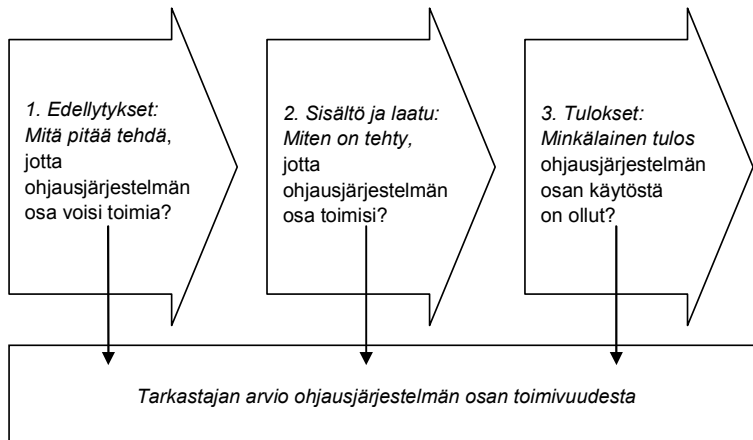 1. Edellytykset:
Mitä pitää tehdä,
jotta
ohjausjärjestelmän
osa voisi toimia?
2. Sisältö ja laatu:
Miten on tehty,
jotta
ohjausjärjestelmän
osa toimisi?
3. Tulokset:
Minkälainen tulos
ohjausjärjestelmän
osan käytöstä
on ollut?
Tarkastajan arvio ohjausjärjestelmän osan toimivuudesta